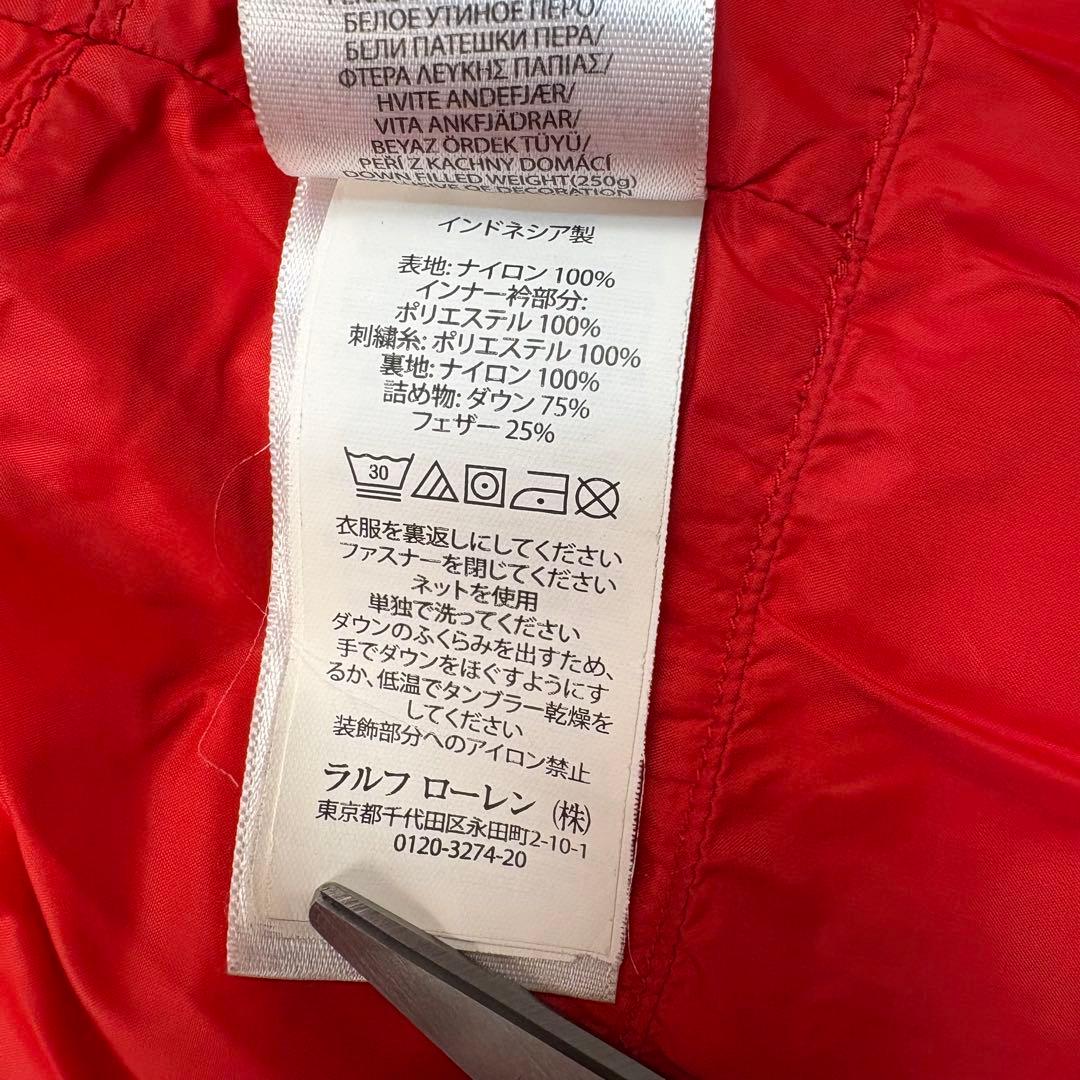 БЕЛОЕ УТИНОЕ ПЕРО/
БЕЛИ ПАТЕШКИ ПЕРА/
ΦΤΕΡΑ ΛΕΥΚΗΣ ΠΑΠΙΑΣ/
HVITE ANDEFJÆR/
VITA ANKFJÄDRAR/
BEYAZ ÖRDEK TÜYÜ/
PEŘÍ Z KACHNY DOMÁCÍ
DOWN FILLED WEIGHT(250g)
OF DECORATION
インドネシア製
表地: ナイロン 100%
インナー衿部分:
ポリエステル 100%
刺繍糸: ポリエステル 100%
裏地: ナイロン 100%
詰め物: ダウン 75%
フェザー 25%
30
衣服を裏返しにしてください
ファスナーを閉じてください
ネットを使用
単独で洗ってください
ダウンのふくらみを出すため、
手でダウンをほぐすようにす
るか、低温でタンブラー乾燥を
してください
装飾部分へのアイロン禁止
ラルフ ローレン (株)
東京都千代田区永田町2-10-1
0120-3274-20